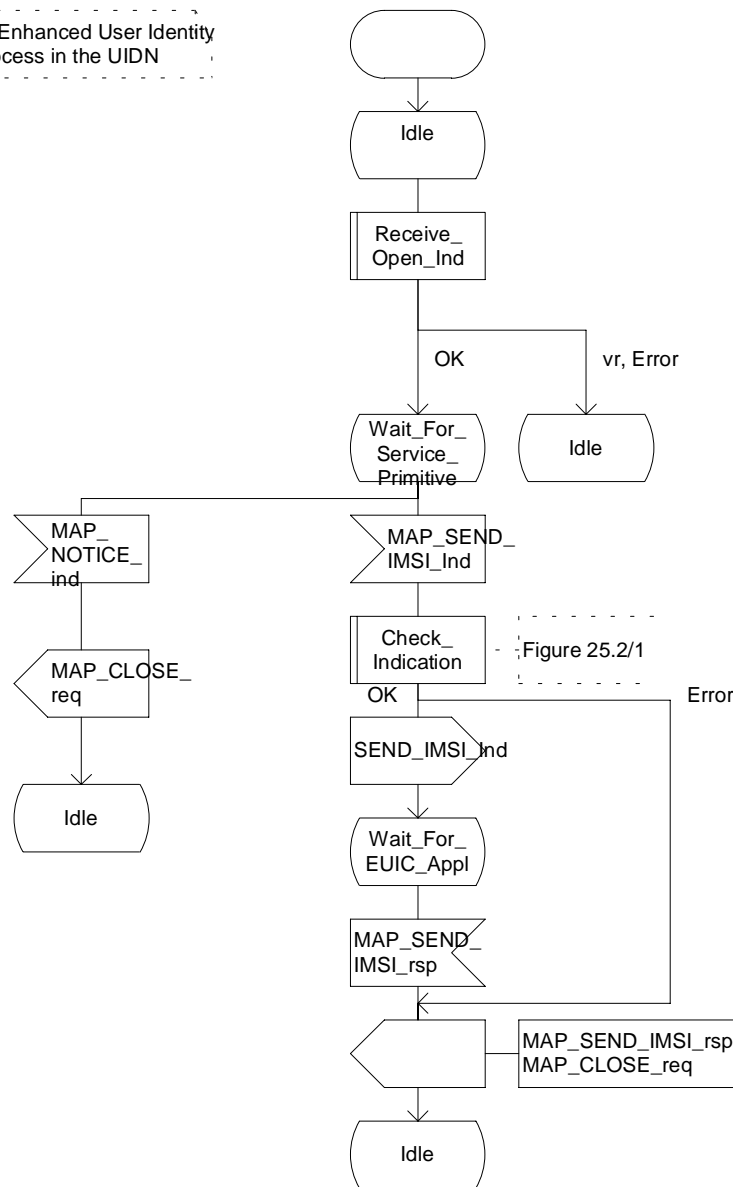 Enhanced User Identity
ocess in the UIDN
Idle
Receive_
Open_Ind
OK
vr, Error
Wait_For_
Service_
Primitive
Idle
MAP_
NOTICE_
ind
MAP_SEND_
IMSI_Ind
Check_
Indication
Figure 25.2/1
MAP_CLOSE_
req
OK
Error
SEND_IMSI_Ind
Idle
Wait_For_
EUIC_Appl
MAP_SEND_
IMSI_rsp
MAP_SEND_IMSI_rsp
MAP_CLOSE_req
Idle